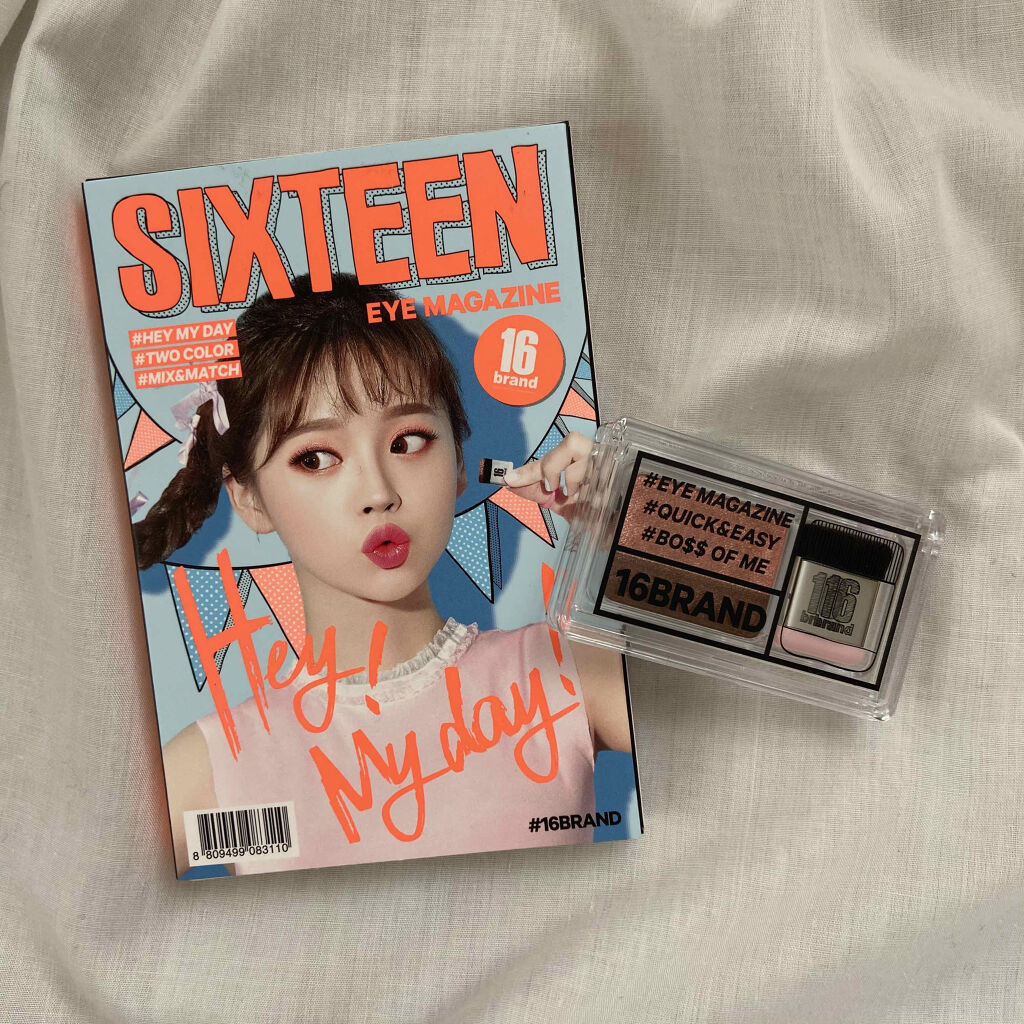 SIXTEEN
EYE MAGAZINE
#HEY MY DAY
#TWO COLOR
#MIX&MATCH
16
brand
16
Hey!
My day!
8 809499 083110
#16BRAND
#EYE MAGAZINE
#QUICK&EASY
#BO$$ OF ME
16BRAND
16
brand